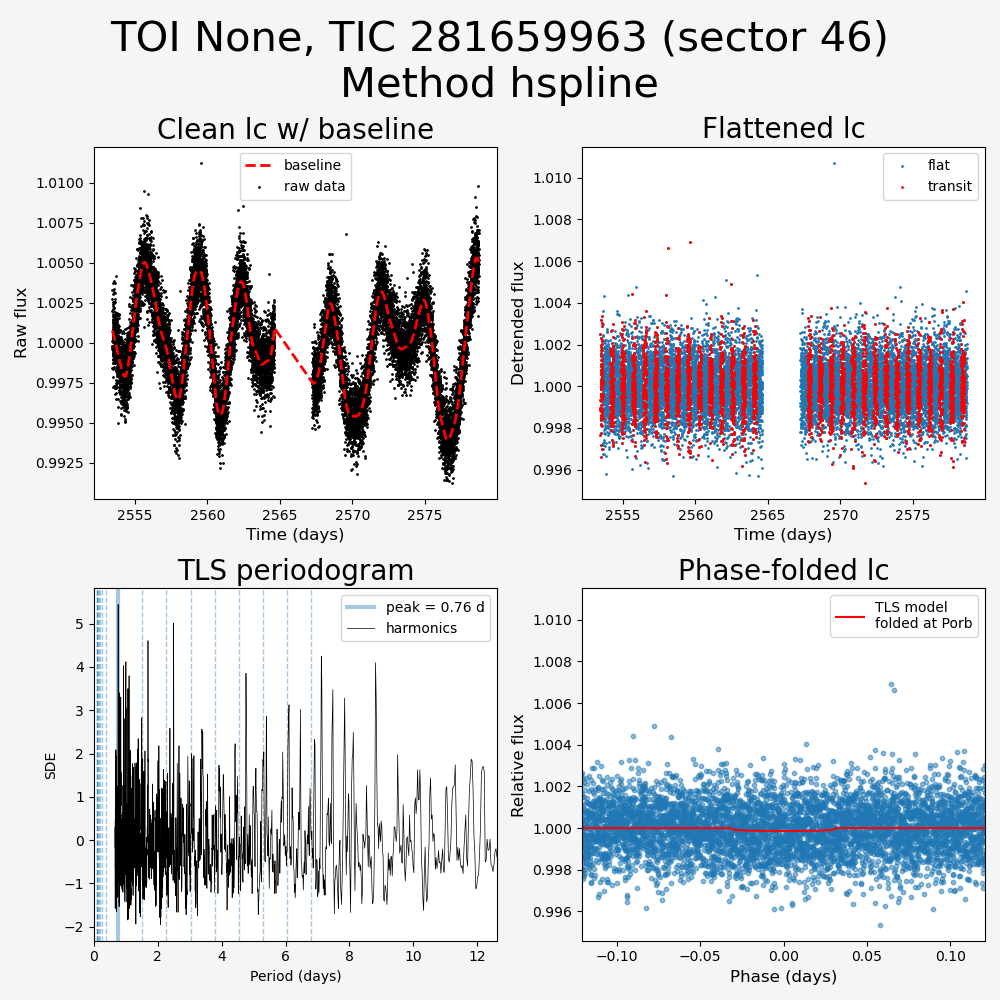 TOI None, TIC 281659963 (sector 46)
Method hspline
Clean lc w/ baseline
baseline
raw data
1.0100
1.0075
1.0050
1.0025
1.0000
0.9975
0.9950
0.9925
Raw flux
2555
2560
2565
2570
2575
Time (days)
Flattened lc
flat
transit
1.010
1.008
1.006
1.004
1.002
1.000
0.998
0.996
Detrended flux
2555
2560
2565
2570
2575
Time (days)
TLS periodogram
peak = 0.76 d
harmonics
5
4
3
2
1
0
−1
−2
SDE
0
2
4
6
8
10
12
Period (days)
Phase-folded lc
TLS model
folded at Porb
1.010
1.008
1.006
1.004
1.002
1.000
0.998
0.996
Relative flux
−0.10
−0.05
0.00
0.05
0.10
Phase (days)